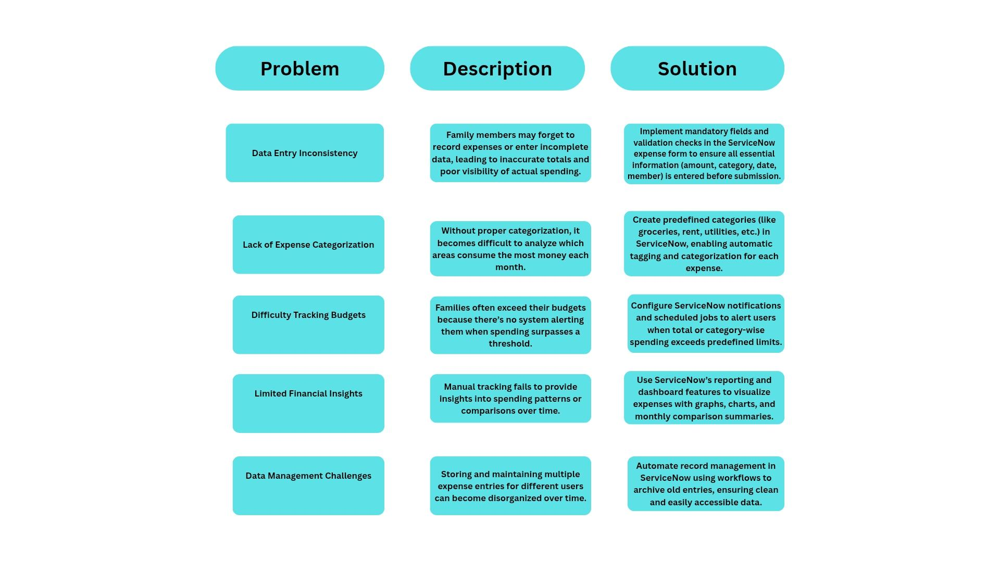 Problem
Description
Solution
Data Entry Inconsistency
Family members may forget to
record expenses or enter incomplete
data, leading to inaccurate totals and
poor visibility of actual spending.
Implement mandatory fields and
validation checks in the ServiceNow
expense form to ensure all essential
information (amount, category, date,
member) is entered before submission.
Lack of Expense Categorization
Without proper categorization, it
becomes difficult to analyze which
areas consume the most money each
month.
Create predefined categories (like
groceries, rent, utilities, etc.) in
ServiceNow, enabling automatic
tagging and categorization for each
expense.
Difficulty Tracking Budgets
Families often exceed their budgets
because there’s no system alerting
them when spending surpasses a
threshold.
Configure ServiceNow notifications
and scheduled jobs to alert users
when total or category-wise
spending exceeds predefined limits.
Limited Financial Insights
Manual tracking fails to provide
insights into spending patterns or
comparisons over time.
Use ServiceNow’s reporting and
dashboard features to visualize
expenses with graphs, charts, and
monthly comparison summaries.
Data Management Challenges
Storing and maintaining multiple
expense entries for different users
can become disorganized over time.
Automate record management in
ServiceNow using workflows to
archive old entries, ensuring clean
and easily accessible data.